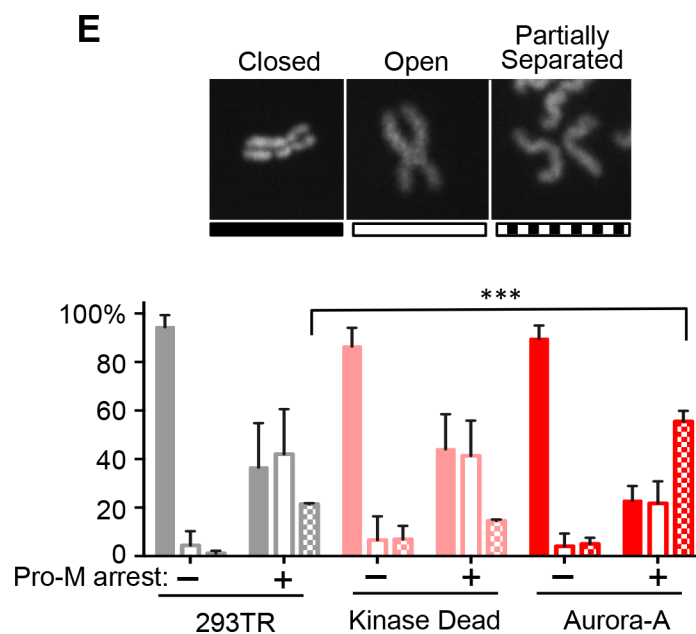 E
Closed Open Partially Separated
***
100%
80
60
40
20
0
Pro-M arrest: − + − + − +
293TR Kinase Dead Aurora-A